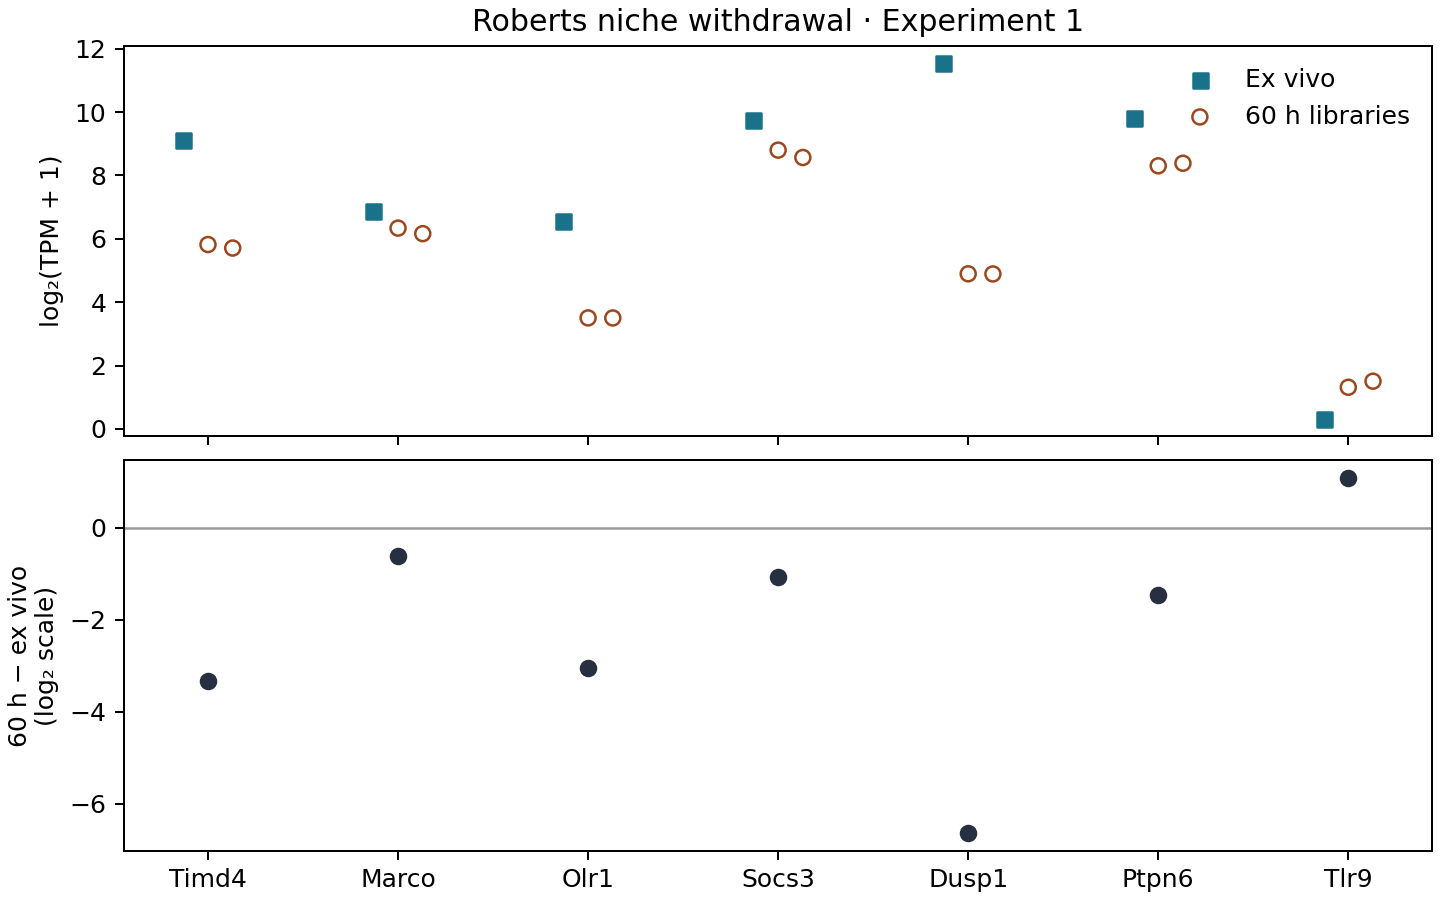 Roberts niche withdrawal · Experiment 1
log₂(TPM + 1)
12
10
8
6
4
2
0
Ex vivo
60 h libraries
60 h − ex vivo
(log₂ scale)
0
−2
−4
−6
Timd4
Marco
Olr1
Socs3
Dusp1
Ptpn6
Tlr9